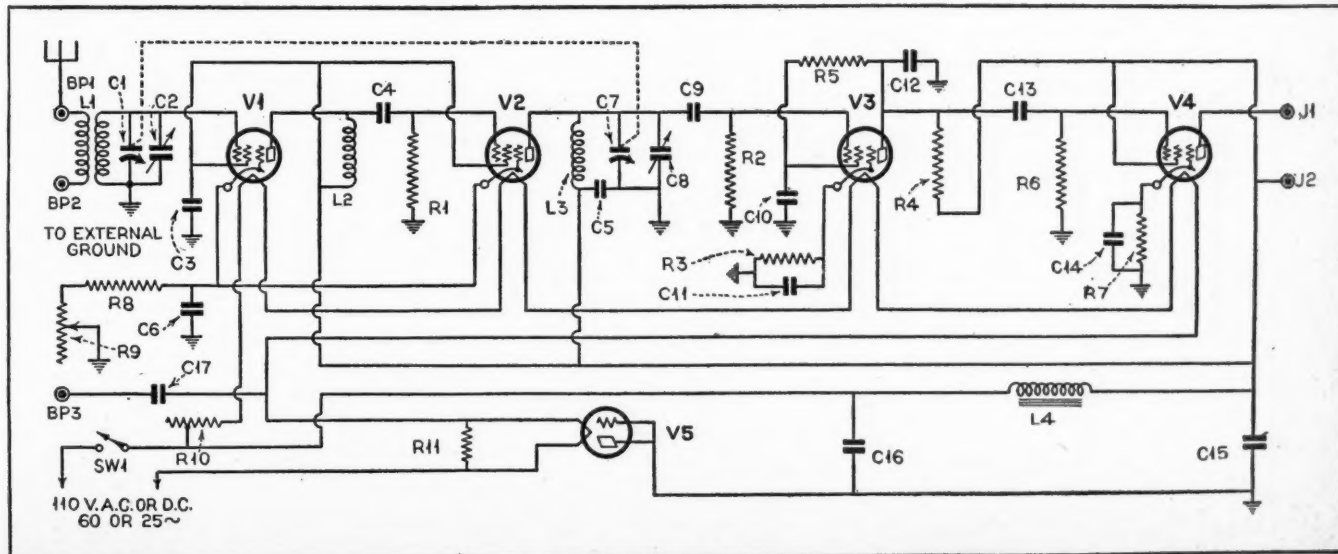 BP1
L1
C1
C2
V1
C4
V2
C7
C9
R5
C12
V3
C13
V4
J1
J2
BP2
TO EXTERNAL
GROUND
C3
L2
R1
L3
C5
C8
R2
C10
R4
R6
R3
C11
C14
R7
R8
C6
R9
C17
BP3
SW1
R10
R11
V5
L4
C16
C15
110 V.A.C. OR D.C.
60 OR 25~